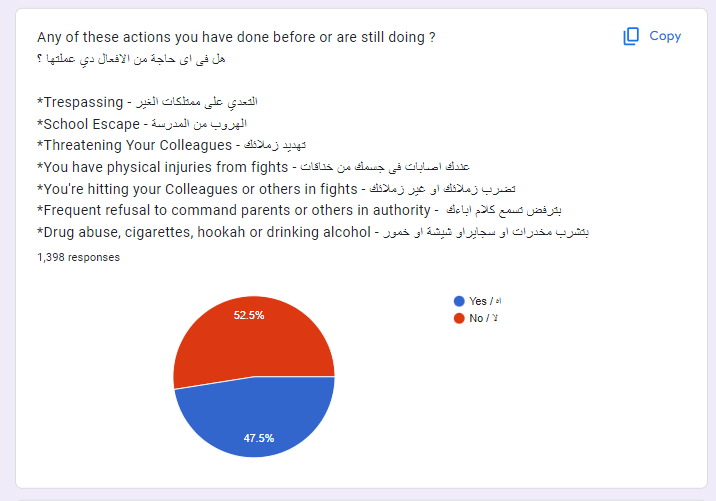 Any of these actions you have done before or are still doing ?
Copy
هل فى اى حاجة من الافعال دي عملتها ؟
*Trespassing - التعدي على ممتلكات الغير
*School Escape - الهروب من المدرسة
*Threatening Your Colleagues - تهديد زملائك
*You have physical injuries from fights - عندك اصابات فى جسمك من خناقات
*You're hitting your Colleagues or others in fights - تضرب زملائك او غير زملائك
*Frequent refusal to command parents or others in authority - بترفض تسمع كلام اباءك
*Drug abuse, cigarettes, hookah or drinking alcohol - بتشرب مخدرات او سجايراو شيشة او خمور
1,398 responses
Yes / اه
No / لا
52.5%
47.5%